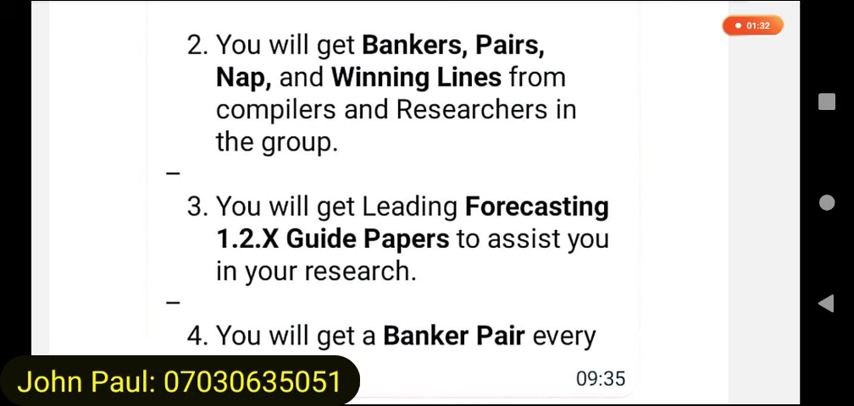 01:32
2. You will get Bankers, Pairs,
Nap, and Winning Lines from
compilers and Researchers in
the group.
–
3. You will get Leading Forecasting
1.2.X Guide Papers to assist you
in your research.
–
4. You will get a Banker Pair every
09:35
John Paul: 07030635051